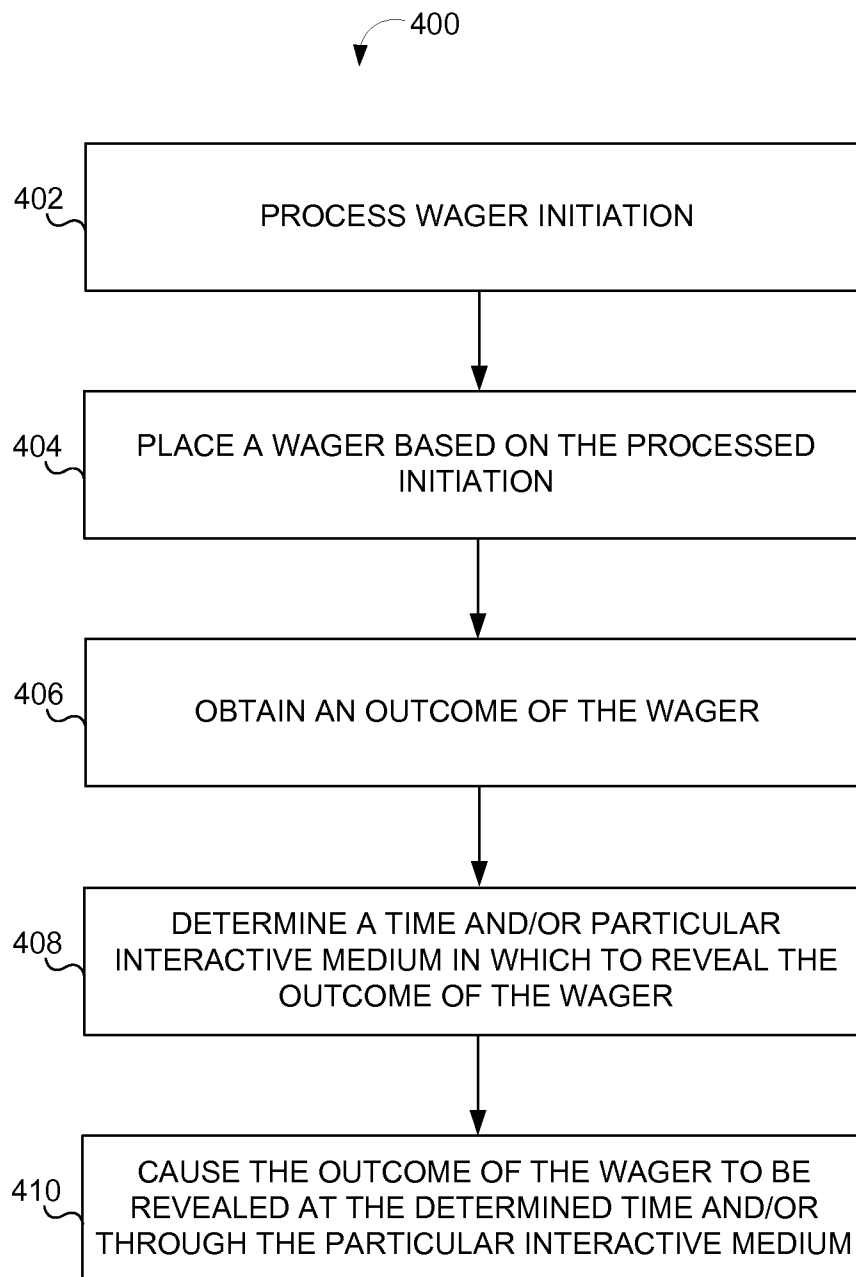 400
402
PROCESS WAGER INITIATION
404
PLACE A WAGER BASED ON THE PROCESSED
INITIATION
406
OBTAIN AN OUTCOME OF THE WAGER
408
DETERMINE A TIME AND/OR PARTICULAR
INTERACTIVE MEDIUM IN WHICH TO REVEAL THE
OUTCOME OF THE WAGER
410
CAUSE THE OUTCOME OF THE WAGER TO BE
REVEALED AT THE DETERMINED TIME AND/OR
THROUGH THE PARTICULAR INTERACTIVE MEDIUM